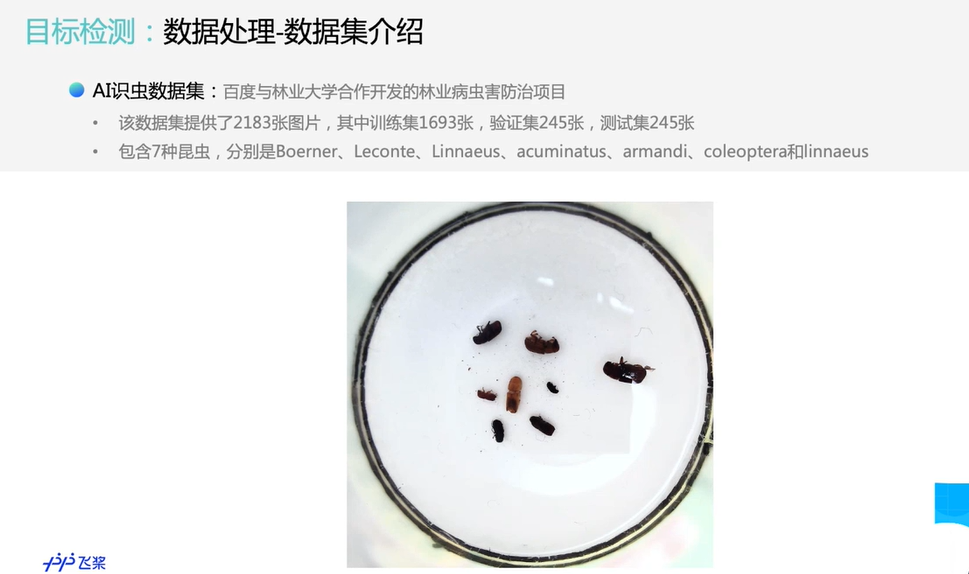 目标检测：数据处理-数据集介绍
AI识虫数据集：百度与林业大学合作开发的林业病虫害防治项目
• 该数据集提供了2183张图片，其中训练集1693张，验证集245张，测试集245张
• 包含7种昆虫，分别是Boerner、Leconte、Linnaeus、acuminatus、armandi、coleoptera和linnaeus
飞桨